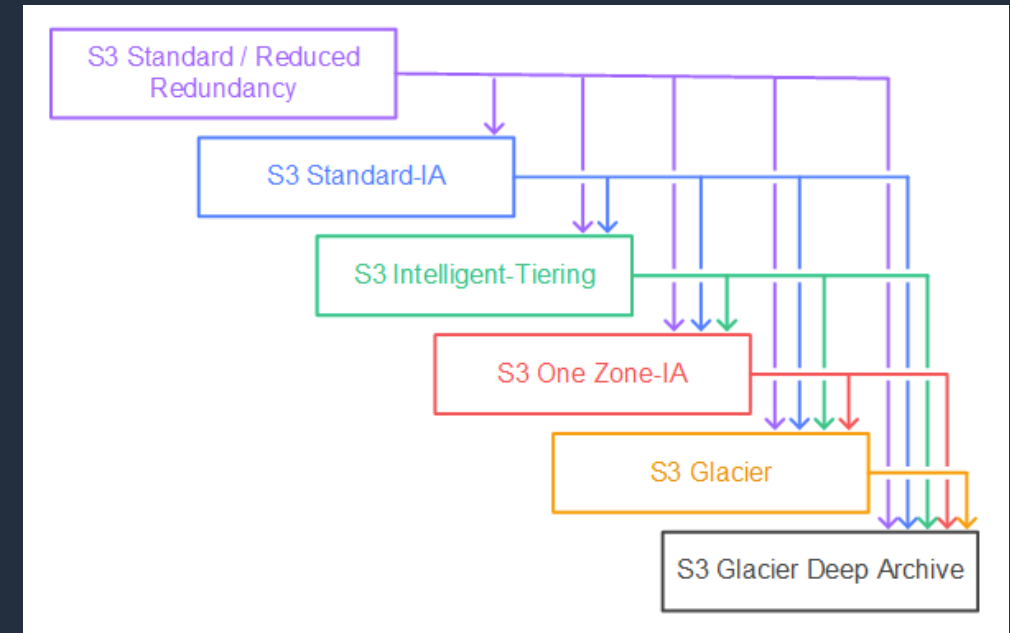 S3 Standard / Reduced
Redundancy
S3 Standard-IA
S3 Intelligent-Tiering
S3 One Zone-IA
S3 Glacier
S3 Glacier Deep Archive